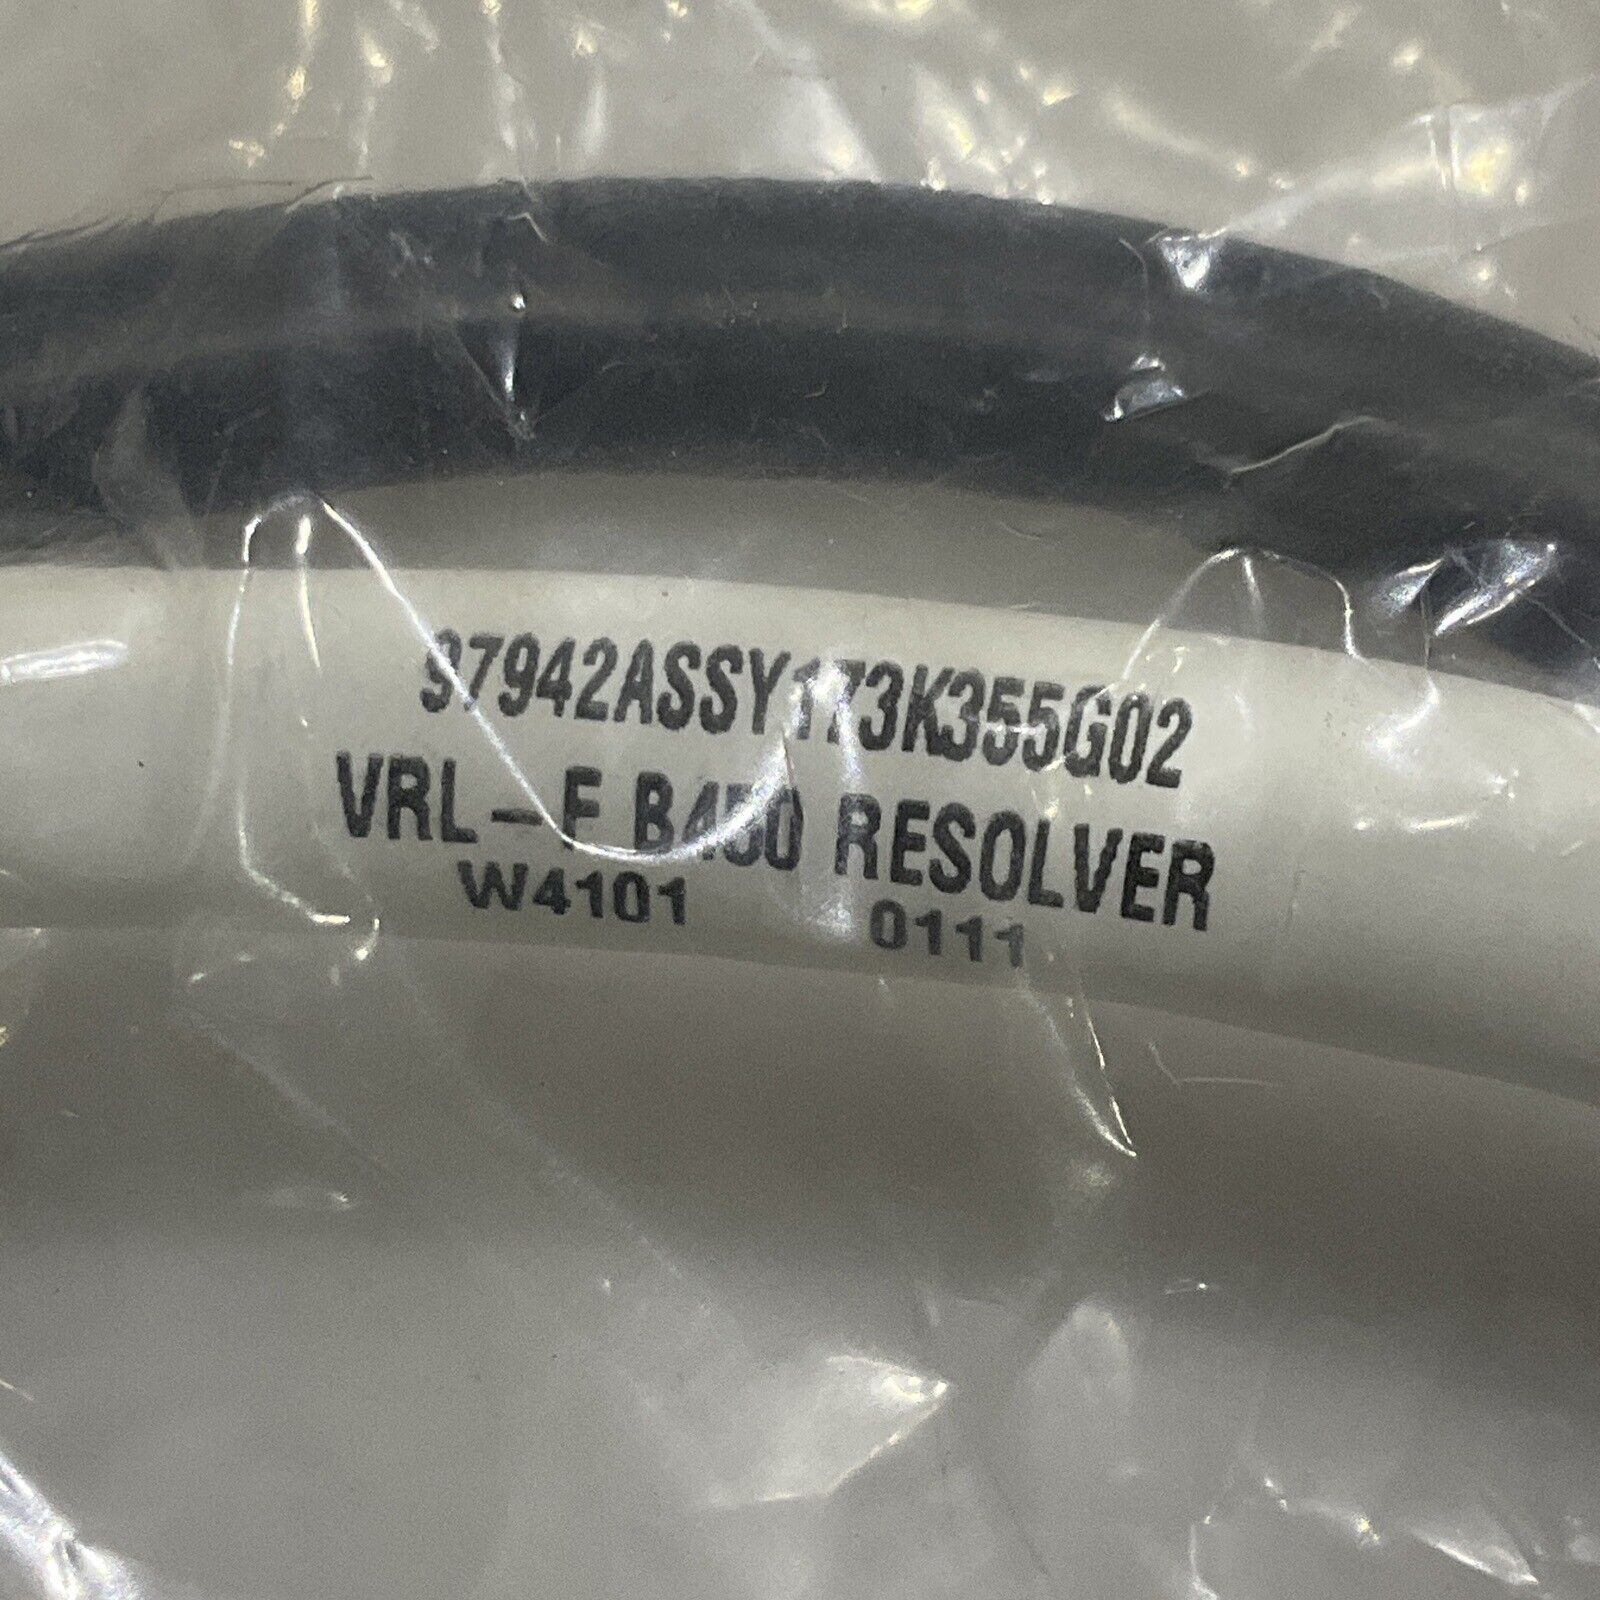 97942ASSY173K355G02
VRL-F B450 RESOLVER
W4101 0111